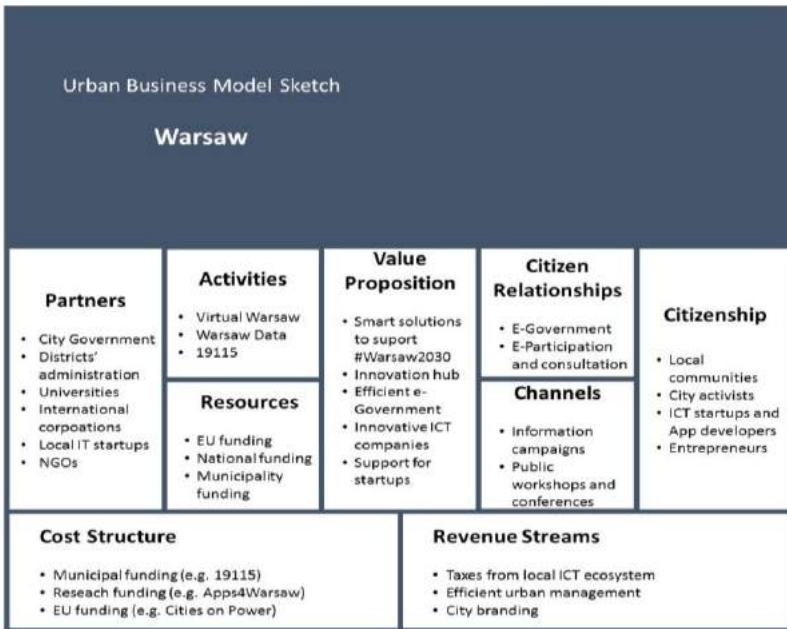 Urban Business Model Sketch
Warsaw
Partners
• City Government
• Districts'
administration
• Universities
• International
corpoations
• Local IT startups
• NGOs
Activities
• Virtual Warsaw
• Warsaw Data
• 19115
Resources
• EU funding
• National funding
• Municipality
funding
Value
Proposition
• Smart solutions
to suport
#Warsaw2030
• Innovation hub
• Efficient e-
Government
• Innovative ICT
companies
• Support for
startups
Citizen
Relationships
• E-Government
• E-Participation
and consultation
Channels
• Information
campaigns
• Public
workshops and
conferences
Citizenship
• Local
communities
• City activists
• ICT startups and
App developers
• Entrepreneurs
Cost Structure
• Municipal funding (e.g. 19115)
• Reseach funding (e.g. Apps4Warsaw)
• EU funding (e.g. Cities on Power)
Revenue Streams
• Taxes from local ICT ecosystem
• Efficient urban management
• City branding